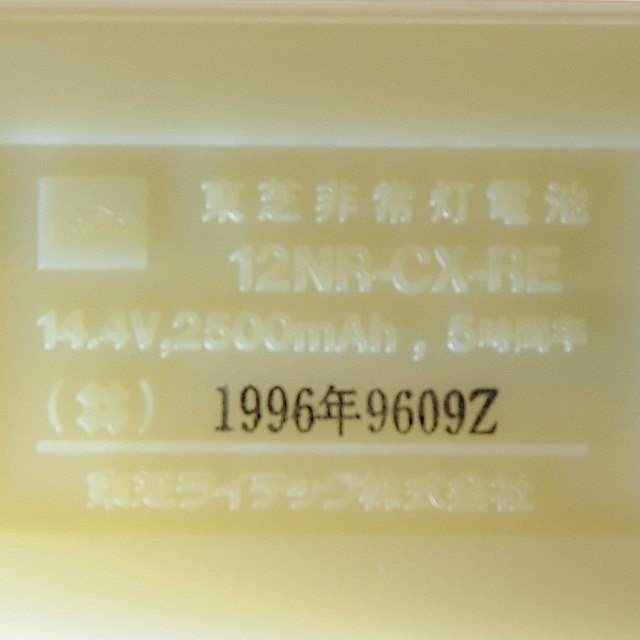 東芝非常灯電池
12NR-CX-RE
14.4V,2500mAh , 5時間率
1996年9609Z
東芝ライテック株式会社